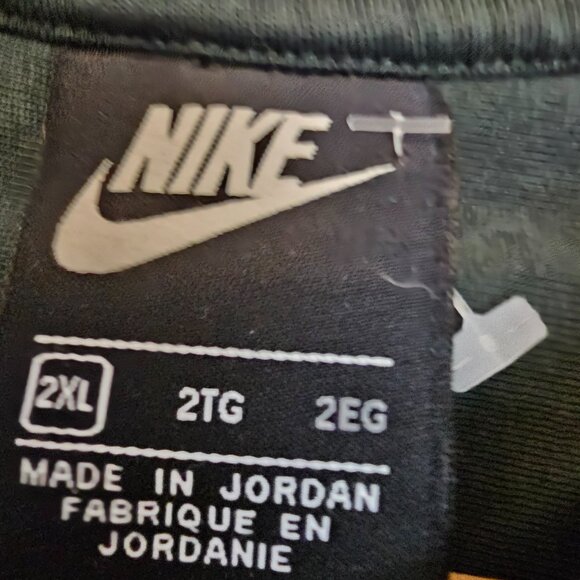 NIKE
2XL 2TG 2EG
MADE IN JORDAN
FABRIQUE EN
JORDANIE